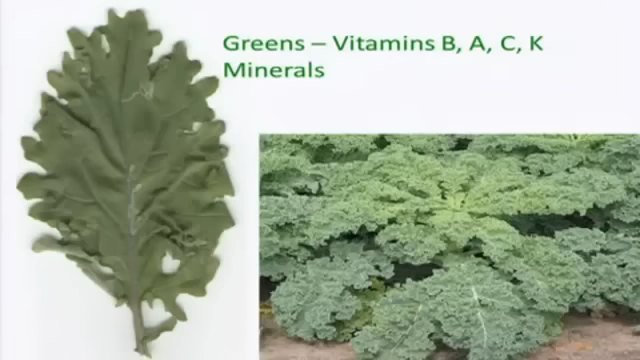 Greens – Vitamins B, A, C, K
Minerals